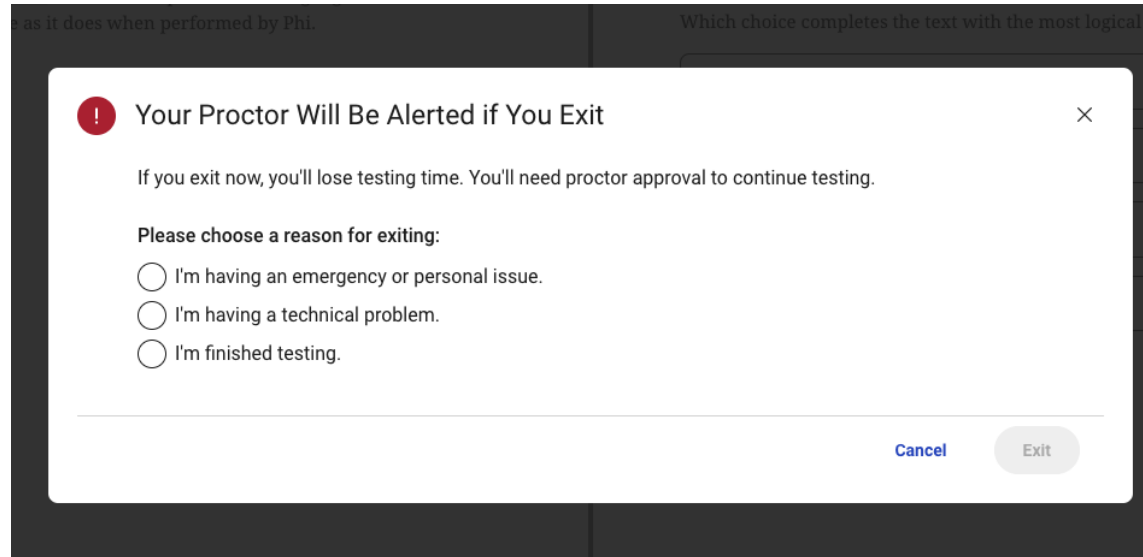 e as it does when performed by Phi.
Which choice completes the text with the most logical
!
Your Proctor Will Be Alerted if You Exit
If you exit now, you'll lose testing time. You'll need proctor approval to continue testing.
Please choose a reason for exiting:
I'm having an emergency or personal issue.
I'm having a technical problem.
I'm finished testing.
Cancel
Exit